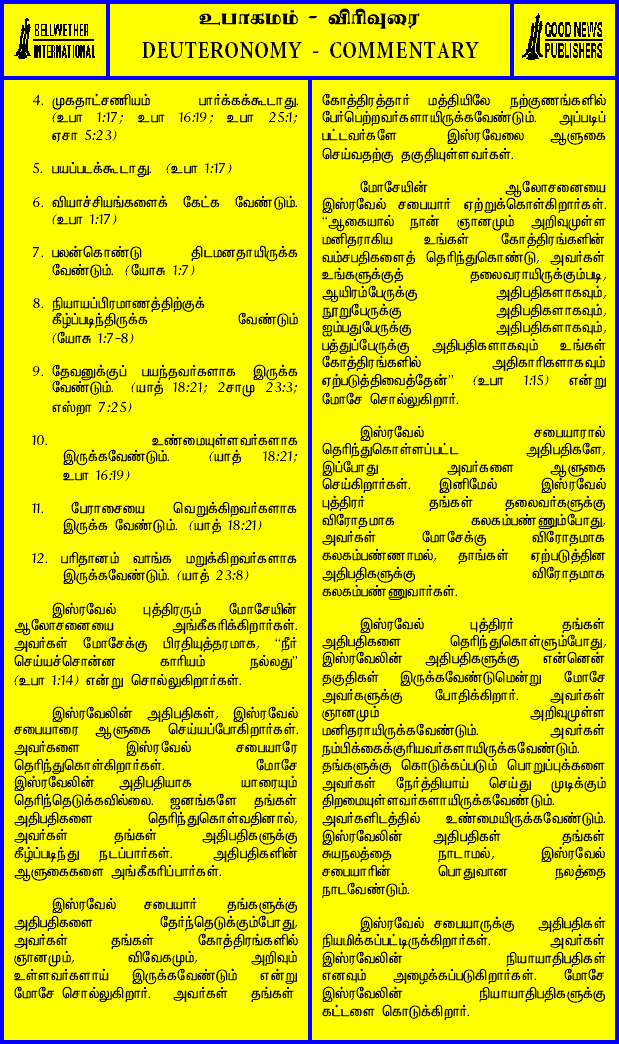 BELLWETHER
INTERNATIONAL
உபாகமம் - விரிவுரை
DEUTERONOMY - COMMENTARY
GOOD NEWS
PUBLISHERS
4. முகதாட்சணியம் பார்க்கக்கூடாது.
(உபா 1:17; உபா 16:19; உபா 25:1;
ஏசா 5:23)
5. பயப்படக்கூடாது. (உபா 1:17)
6. வியாச்சியங்களைக் கேட்க வேண்டும்.
(உபா 1:17)
7. பலன்கொண்டு திடமனதாயிருக்க
வேண்டும். (யோசு 1:7)
8. நியாயப்பிரமாணத்திற்குக்
கீழ்ப்படிந்திருக்க வேண்டும்
(யோசு 1:7-8)
9. தேவனுக்குப் பயந்தவர்களாக இருக்க
வேண்டும். (யாத் 18:21; 2சாமு 23:3;
எஸ்றா 7:25)
10. உண்மையுள்ளவர்களாக
இருக்கவேண்டும். (யாத் 18:21;
உபா 16:19)
11. பேராசையை வெறுக்கிறவர்களாக
இருக்க வேண்டும். (யாத் 18:21)
12. பரிதானம் வாங்க மறுக்கிறவர்களாக
இருக்கவேண்டும். (யாத் 23:8)
இஸ்ரவேல் புத்திரரும் மோசேயின்
ஆலோசனையை அங்கீகரிக்கிறார்கள்.
அவர்கள் மோசேக்கு பிரதியுத்தரமாக, "நீர்
செய்யச்சொன்ன காரியம் நல்லது"
(உபா 1:14) என்று சொல்லுகிறார்கள்.
இஸ்ரவேலின் அதிபதிகள், இஸ்ரவேல்
சபையாரை ஆளுகை செய்யப்போகிறார்கள்.
அவர்களை இஸ்ரவேல் சபையாரே
தெரிந்துகொள்கிறார்கள். மோசே
இஸ்ரவேலின் அதிபதியாக யாரையும்
தெரிந்தெடுக்கவில்லை. ஜனங்களே தங்கள்
அதிபதிகளை தெரிந்துகொள்வதினால்,
அவர்கள் தங்கள் அதிபதிகளுக்கு
கீழ்ப்படிந்து நடப்பார்கள். அதிபதிகளின்
ஆளுகைகளை அங்கீகரிப்பார்கள்.
இஸ்ரவேல் சபையார் தங்களுக்கு
அதிபதிகளை தேர்ந்தெடுக்கும்போது,
அவர்கள் தங்கள் கோத்திரங்களில்
ஞானமும், விவேகமும், அறிவும்
உள்ளவர்களாய் இருக்கவேண்டும் என்று
மோசே சொல்லுகிறார். அவர்கள் தங்கள்
கோத்திரத்தார் மத்தியிலே நற்குணங்களில்
பேர்பெற்றவர்களாயிருக்கவேண்டும். அப்படிப்
பட்டவர்களே இஸ்ரவேலை ஆளுகை
செய்வதற்கு தகுதியுள்ளவர்கள்.
மோசேயின் ஆலோசனையை
இஸ்ரவேல் சபையார் ஏற்றுக்கொள்கிறார்கள்.
"ஆகையால் நான் ஞானமும் அறிவுமுள்ள
மனிதராகிய உங்கள் கோத்திரங்களின்
வம்சபதிகளைத் தெரிந்துகொண்டு, அவர்கள்
உங்களுக்குத் தலைவராயிருக்கும்படி,
ஆயிரம்பேருக்கு அதிபதிகளாகவும்,
நூறுபேருக்கு அதிபதிகளாகவும்,
ஐம்பதுபேருக்கு அதிபதிகளாகவும்,
பத்துப்பேருக்கு அதிபதிகளாகவும் உங்கள்
கோத்திரங்களில் அதிகாரிகளாகவும்
ஏற்படுத்திவைத்தேன்" (உபா 1:15) என்று
மோசே சொல்லுகிறார்.
இஸ்ரவேல் சபையாரால்
தெரிந்துகொள்ளப்பட்ட அதிபதிகளே,
இப்போது அவர்களை ஆளுகை
செய்கிறார்கள். இனிமேல் இஸ்ரவேல்
புத்திரர் தங்கள் தலைவர்களுக்கு
விரோதமாக கலகம்பண்ணும்போது,
அவர்கள் மோசேக்கு விரோதமாக
கலகம்பண்ணாமல், தாங்கள் ஏற்படுத்தின
அதிபதிகளுக்கு விரோதமாக
கலகம்பண்ணுவார்கள்.
இஸ்ரவேல் புத்திரர் தங்கள்
அதிபதிகளை தெரிந்துகொள்ளும்போது,
இஸ்ரவேலின் அதிபதிகளுக்கு என்னென்
தகுதிகள் இருக்கவேண்டுமென்று மோசே
அவர்களுக்கு போதிக்கிறார். அவர்கள்
ஞானமும் அறிவுமுள்ள
மனிதராயிருக்கவேண்டும். அவர்கள்
நம்பிக்கைக்குரியவர்களாயிருக்கவேண்டும்.
தங்களுக்கு கொடுக்கப்படும் பொறுப்புக்களை
அவர்கள் நேர்த்தியாய் செய்து முடிக்கும்
திறமையுள்ளவர்களாயிருக்கவேண்டும்.
அவர்களிடத்தில் உண்மையிருக்கவேண்டும்.
இஸ்ரவேலின் அதிபதிகள் தங்கள்
சுயநலத்தை நாடாமல், இஸ்ரவேல்
சபையாரின் பொதுவான நலத்தை
நாடவேண்டும்.
இஸ்ரவேல் சபையாருக்கு அதிபதிகள்
நியமிக்கப்பட்டிருக்கிறார்கள். அவர்கள்
இஸ்ரவேலின் நியாயாதிபதிகள்
எனவும் அழைக்கப்படுகிறார்கள். மோசே
இஸ்ரவேலின் நியாயாதிபதிகளுக்கு
கட்டளை கொடுக்கிறார்.